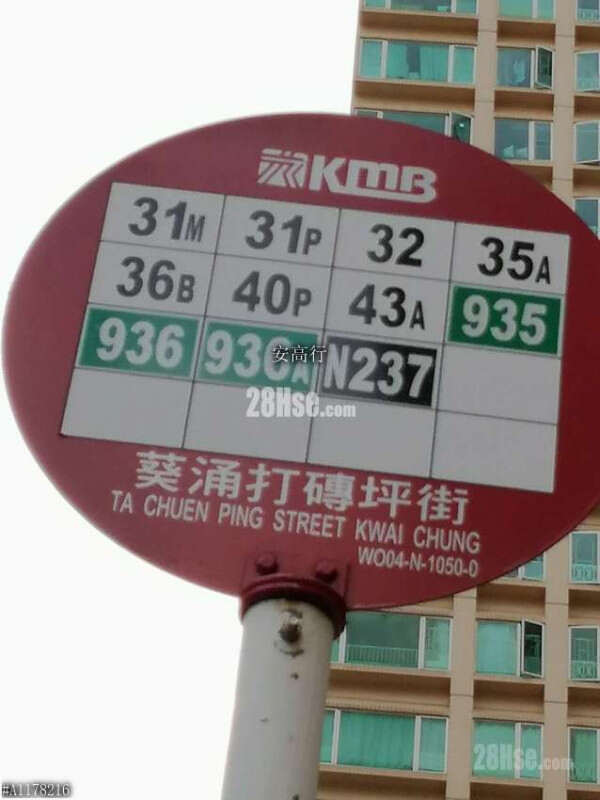 KMB
31M 31P 32 35A
36B 40P 43A 935
936 936A N237
安高行
28Hse.com
葵涌打磚坪街
TA CHUEN PING STREET KWAI CHUNG
WO04-N-1050-0
28Hse.com
#A1178216